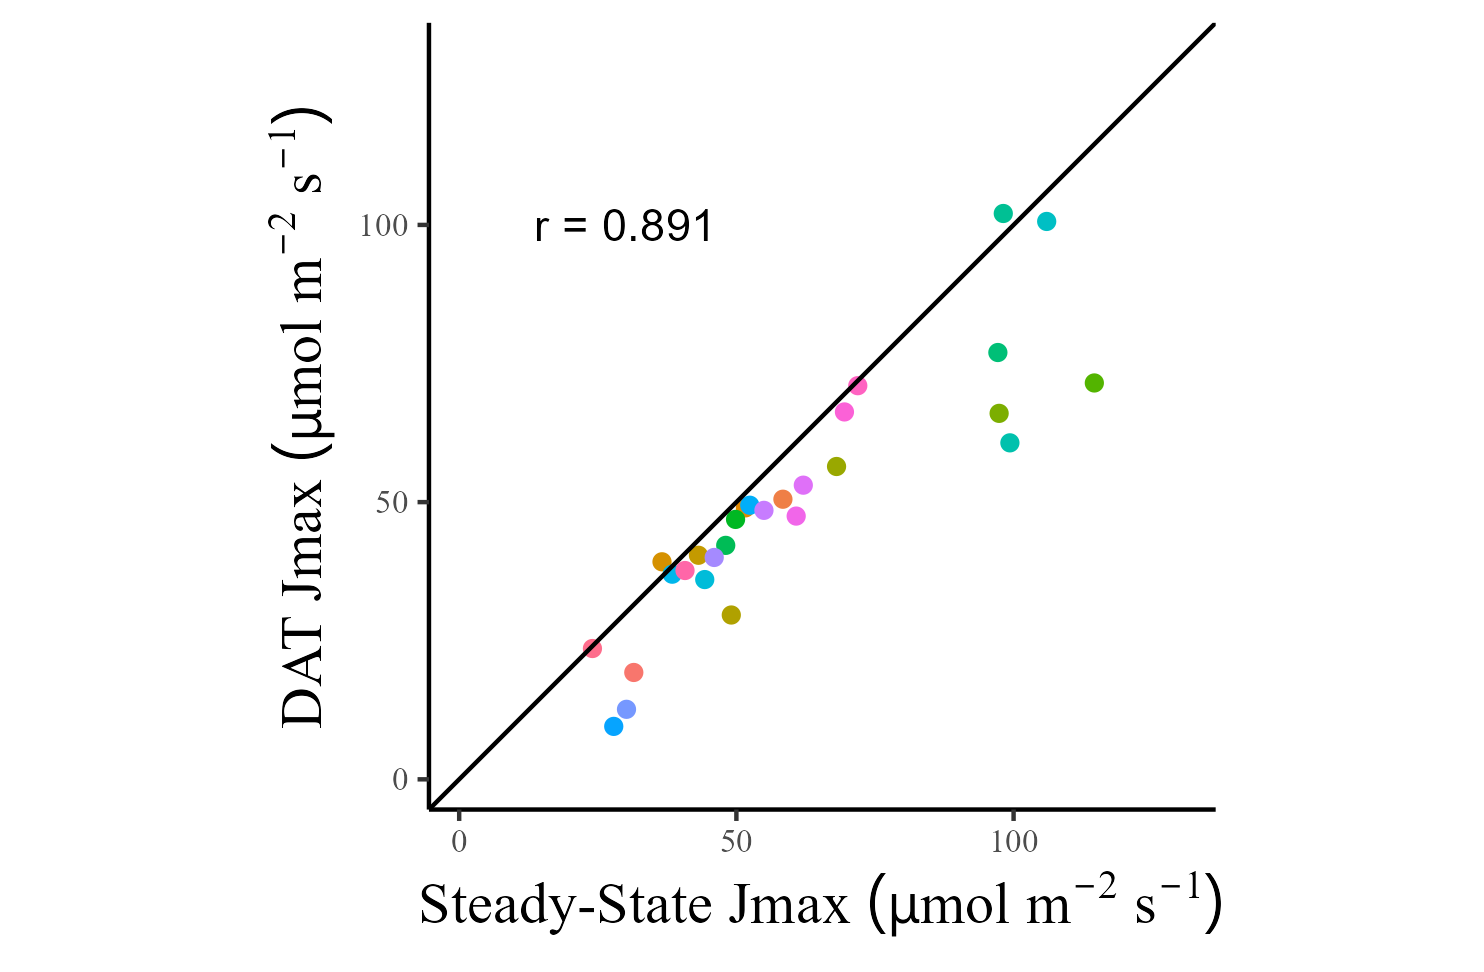 DAT Jmax (μmol m⁻² s⁻¹)
100
50
0
r = 0.891
0 50 100
Steady-State Jmax (μmol m⁻² s⁻¹)